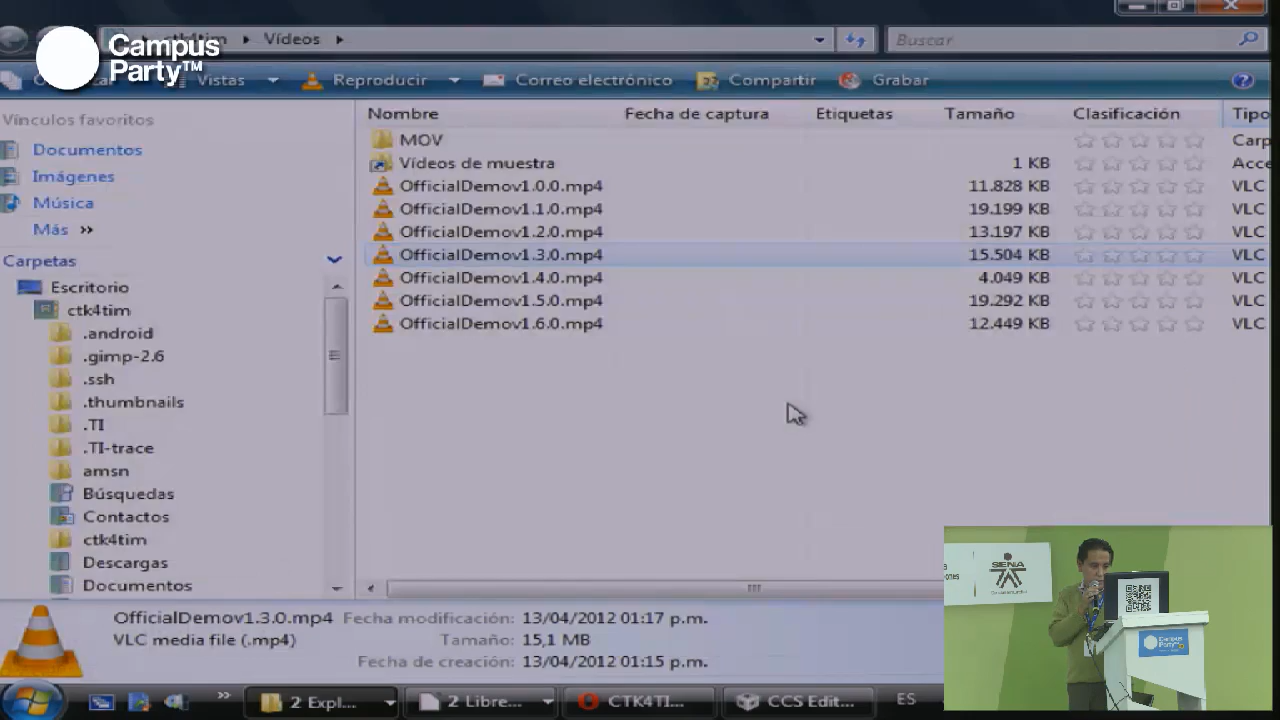 Campus
Party™
Vídeos
Buscar
Vistas
Reproducir
Correo electrónico
Compartir
Grabar
Vínculos favoritos
Documentos
Imágenes
Música
Más »
Carpetas
Escritorio
ctk4tim
.android
.gimp-2.6
.ssh
.thumbnails
.TI
.TI-trace
amsn
Búsquedas
Contactos
ctk4tim
Descargas
Documentos
Nombre Fecha de captura Etiquetas Tamaño Clasificación Tipo
MOV Carp
Vídeos de muestra 1 KB Acce
OfficialDemov1.0.0.mp4 11.828 KB VLC
OfficialDemov1.1.0.mp4 19.199 KB VLC
OfficialDemov1.2.0.mp4 13.197 KB VLC
OfficialDemov1.3.0.mp4 15.504 KB VLC
OfficialDemov1.4.0.mp4 4.049 KB VLC
OfficialDemov1.5.0.mp4 19.292 KB VLC
OfficialDemov1.6.0.mp4 12.449 KB VLC
OfficialDemov1.3.0.mp4 Fecha modificación: 13/04/2012 01:17 p.m.
VLC media file (.mp4) Tamaño: 15,1 MB
Fecha de creación: 13/04/2012 01:15 p.m.
2 Expl...
2 Libre...
CTK4TI...
CCS Edit...
ES
SENA
Campus
Party